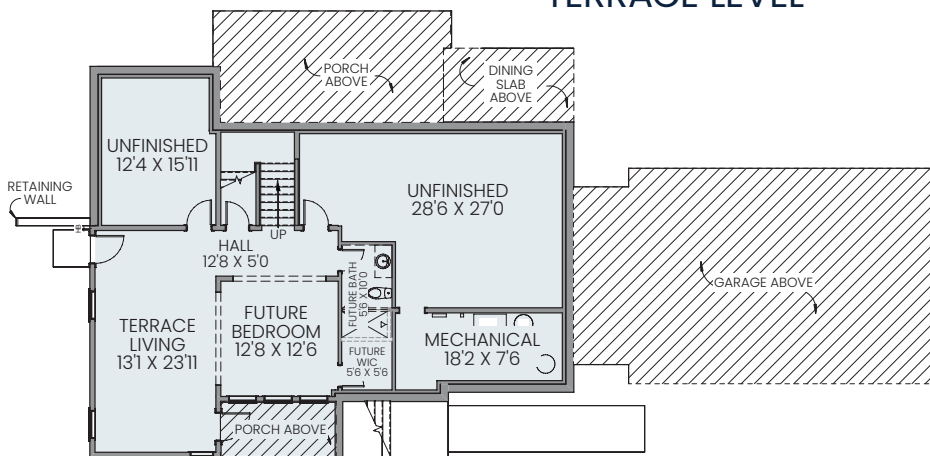 TERRACE LEVEL
PORCH
ABOVE
DINING
SLAB
ABOVE
UNFINISHED
12'4 X 15'11
UNFINISHED
28'6 X 27'0
RETAINING
WALL
UP
HALL
12'8 X 5'0
FUTURE BATH
5'6 X 10'0
GARAGE ABOVE
TERRACE
LIVING
13'1 X 23'11
FUTURE
BEDROOM
12'8 X 12'6
MECHANICAL
18'2 X 7'6
FUTURE
WIC
5'6 X 5'6
PORCH ABOVE